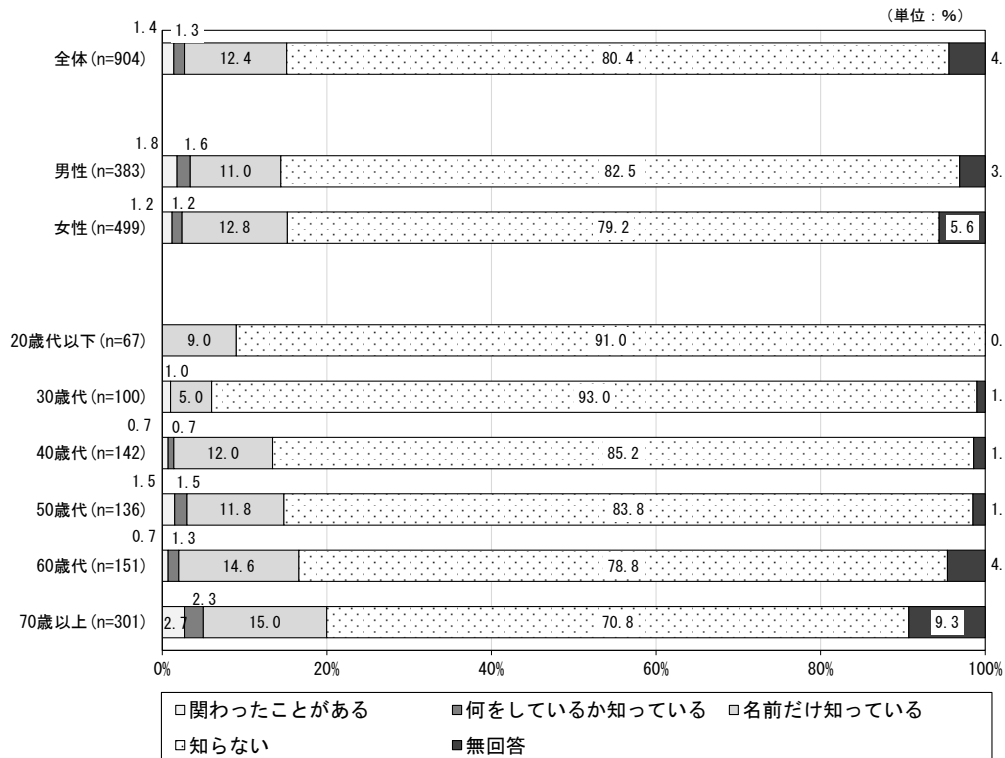 （単位：％）
1.4 1.3
全体(n=904) 12.4 80.4 4.
1.8 1.6
男性(n=383) 11.0 82.5 3.
1.2 1.2
女性(n=499) 12.8 79.2 5.6
20歳代以下(n=67) 9.0 91.0 0.
1.0
30歳代(n=100) 5.0 93.0 1.
0.7 0.7
40歳代(n=142) 12.0 85.2 1.
1.5 1.5
50歳代(n=136) 11.8 83.8 1.
0.7 1.3
60歳代(n=151) 14.6 78.8 4.
2.3
70歳以上(n=301) 2.7 15.0 70.8 9.3
0% 20% 40% 60% 80% 100%
関わったことがある 何をしているか知っている 名前だけ知っている
知らない 無回答